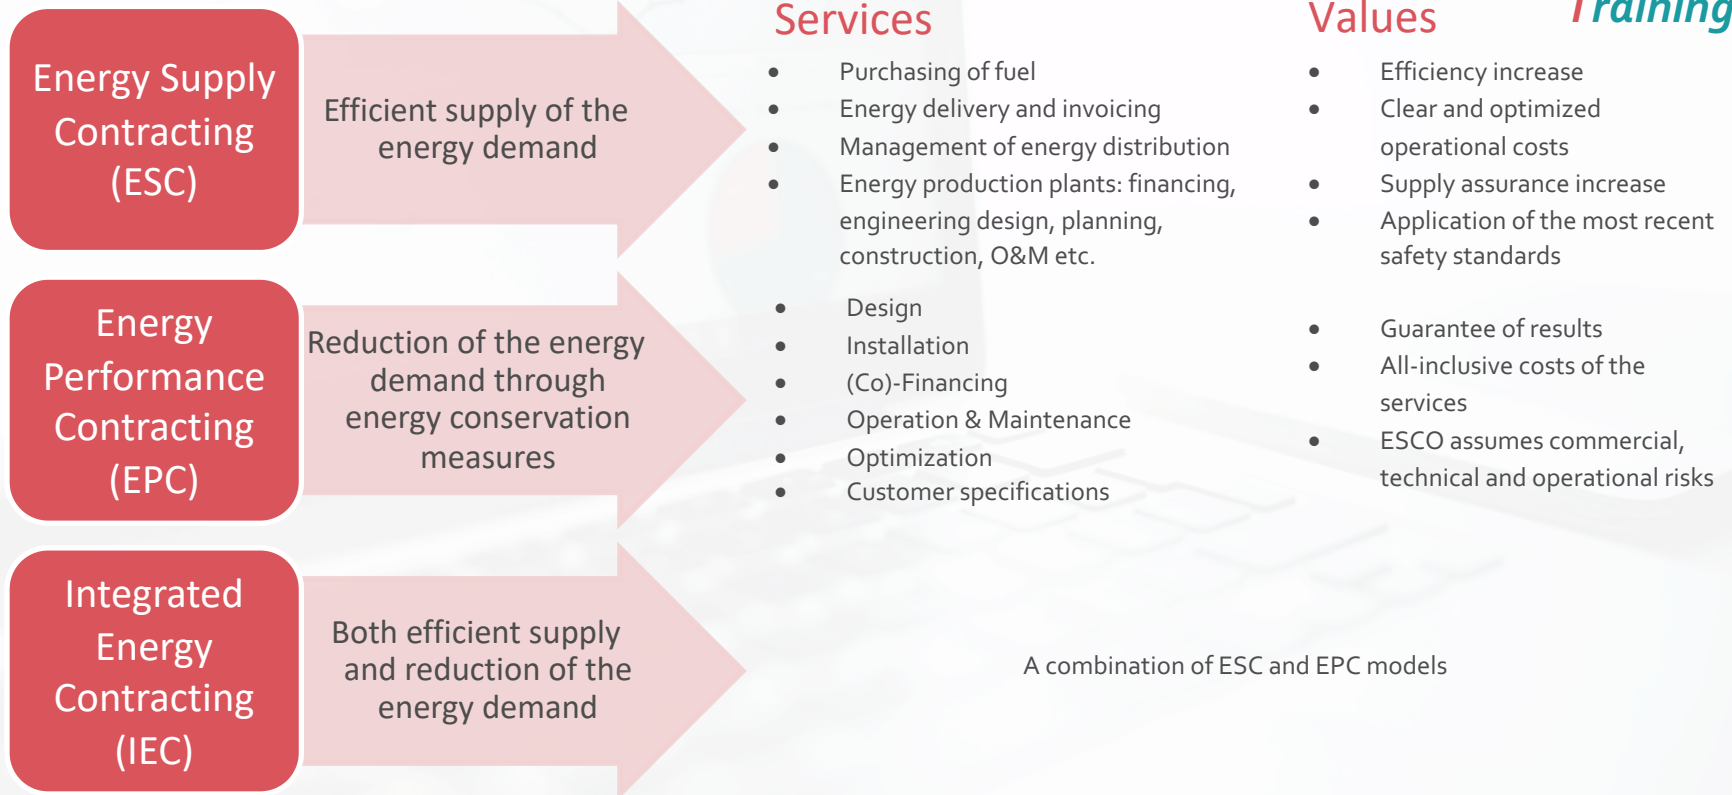 Services
Values
Training
Energy Supply
Contracting
(ESC)
Efficient supply of the
energy demand
• Purchasing of fuel
• Energy delivery and invoicing
• Management of energy distribution
• Energy production plants: financing,
engineering design, planning,
construction, O&M etc.
• Efficiency increase
• Clear and optimized
operational costs
• Supply assurance increase
• Application of the most recent
safety standards
Energy
Performance
Contracting
(EPC)
Reduction of the energy
demand through
energy conservation
measures
• Design
• Installation
• (Co)-Financing
• Operation & Maintenance
• Optimization
• Customer specifications
• Guarantee of results
• All-inclusive costs of the
services
• ESCO assumes commercial,
technical and operational risks
Integrated
Energy
Contracting
(IEC)
Both efficient supply
and reduction of the
energy demand
A combination of ESC and EPC models